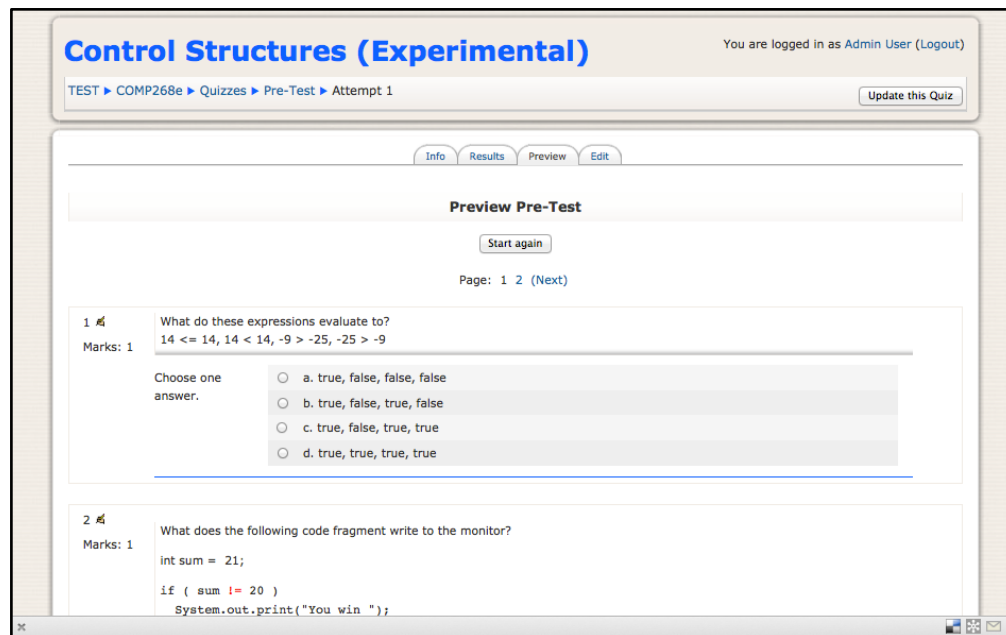 Control Structures (Experimental)
You are logged in as Admin User (Logout)
TEST ▶ COMP268e ▶ Quizzes ▶ Pre-Test ▶ Attempt 1
Update this Quiz
Info Results Preview Edit
Preview Pre-Test
Start again
Page: 1 2 (Next)
1
Marks: 1
What do these expressions evaluate to?
14 <= 14, 14 < 14, -9 > -25, -25 > -9
Choose one
answer.
a. true, false, false, false
b. true, false, true, false
c. true, false, true, true
d. true, true, true, true
2
Marks: 1
What does the following code fragment write to the monitor?
int sum = 21;
if ( sum != 20 )
System.out.print("You win ");